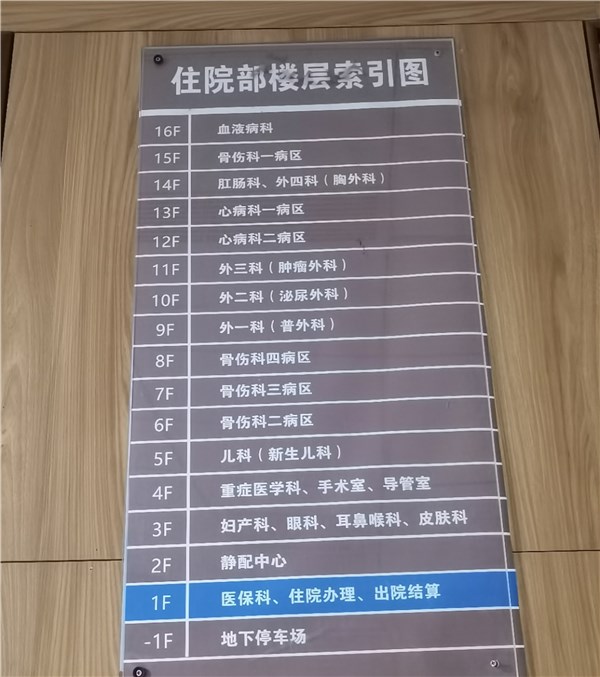 住院部楼层索引图
16F 血液病科
15F 骨伤科一病区
14F 肛肠科、外四科（胸外科）
13F 心病科一病区
12F 心病科二病区
11F 外三科（肿瘤外科）
10F 外二科（泌尿外科）
9F 外一科（普外科）
8F 骨伤科四病区
7F 骨伤科三病区
6F 骨伤科二病区
5F 儿科（新生儿科）
4F 重症医学科、手术室、导管室
3F 妇产科、眼科、耳鼻喉科、皮肤科
2F 静配中心
1F 医保科、住院办理、出院结算
-1F 地下停车场